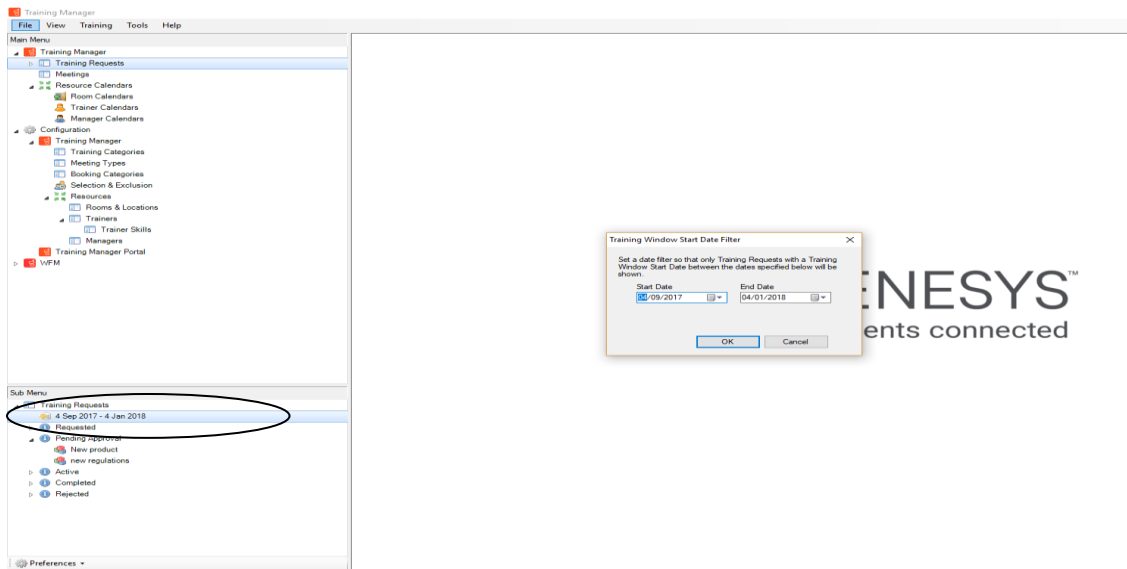 Training Manager
File View Training Tools Help
Main Menu
Training Manager
Training Requests
Meetings
Resource Calendars
Room Calendars
Trainer Calendars
Manager Calendars
Configuration
Training Manager
Training Categories
Meeting Types
Booking Categories
Selection & Exclusion
Resources
Rooms & Locations
Trainers
Trainer Skills
Managers
Training Manager Portal
WFM
Training Window Start Date Filter
Set a date filter so that only Training Requests with a Training
Window Start Date between the dates specified below will be
shown.
Start Date End Date
04/09/2017 04/01/2018
OK Cancel
ENESYS™
ents connected
Sub Menu
Training Requests
4 Sep 2017 - 4 Jan 2018
Requested
Pending Approval
New product
new regulations
Active
Completed
Rejected
Preferences